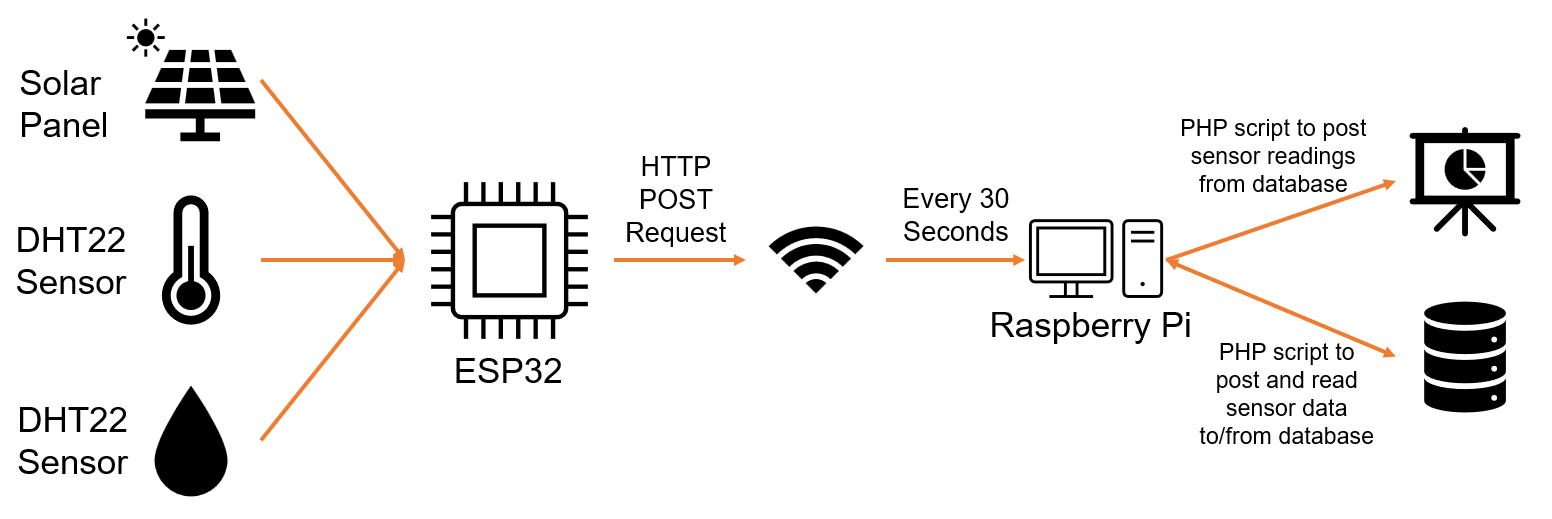 Solar
Panel
DHT22
Sensor
DHT22
Sensor
ESP32
HTTP
POST
Request
Every 30
Seconds
Raspberry Pi
PHP script to post
sensor readings
from database
PHP script to
post and read
sensor data
to/from database